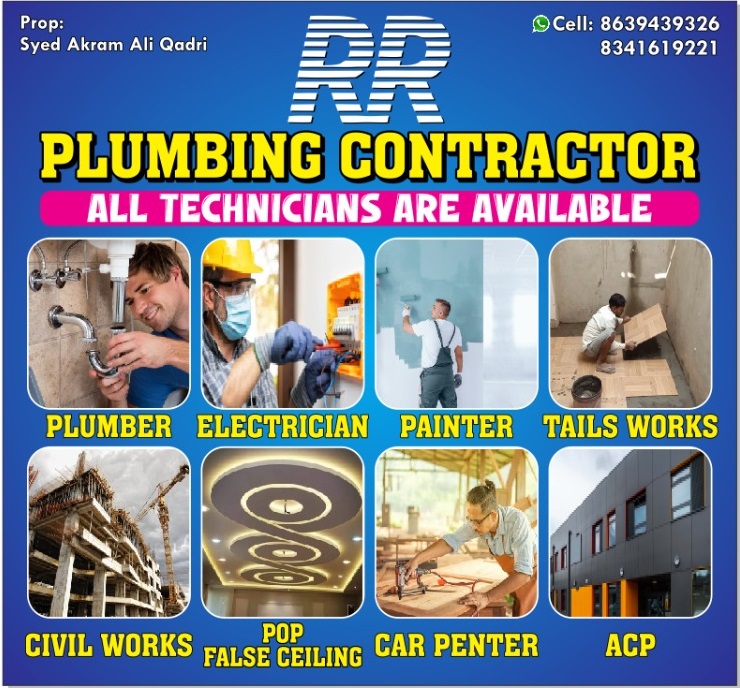 Prop:
Syed Akram Ali Qadri
Cell: 8639439326
8341619221
RR
PLUMBING CONTRACTOR
ALL TECHNICIANS ARE AVAILABLE
PLUMBER
ELECTRICIAN
PAINTER
TAILS WORKS
CIVIL WORKS
POP
FALSE CEILING
CAR PENTER
ACP